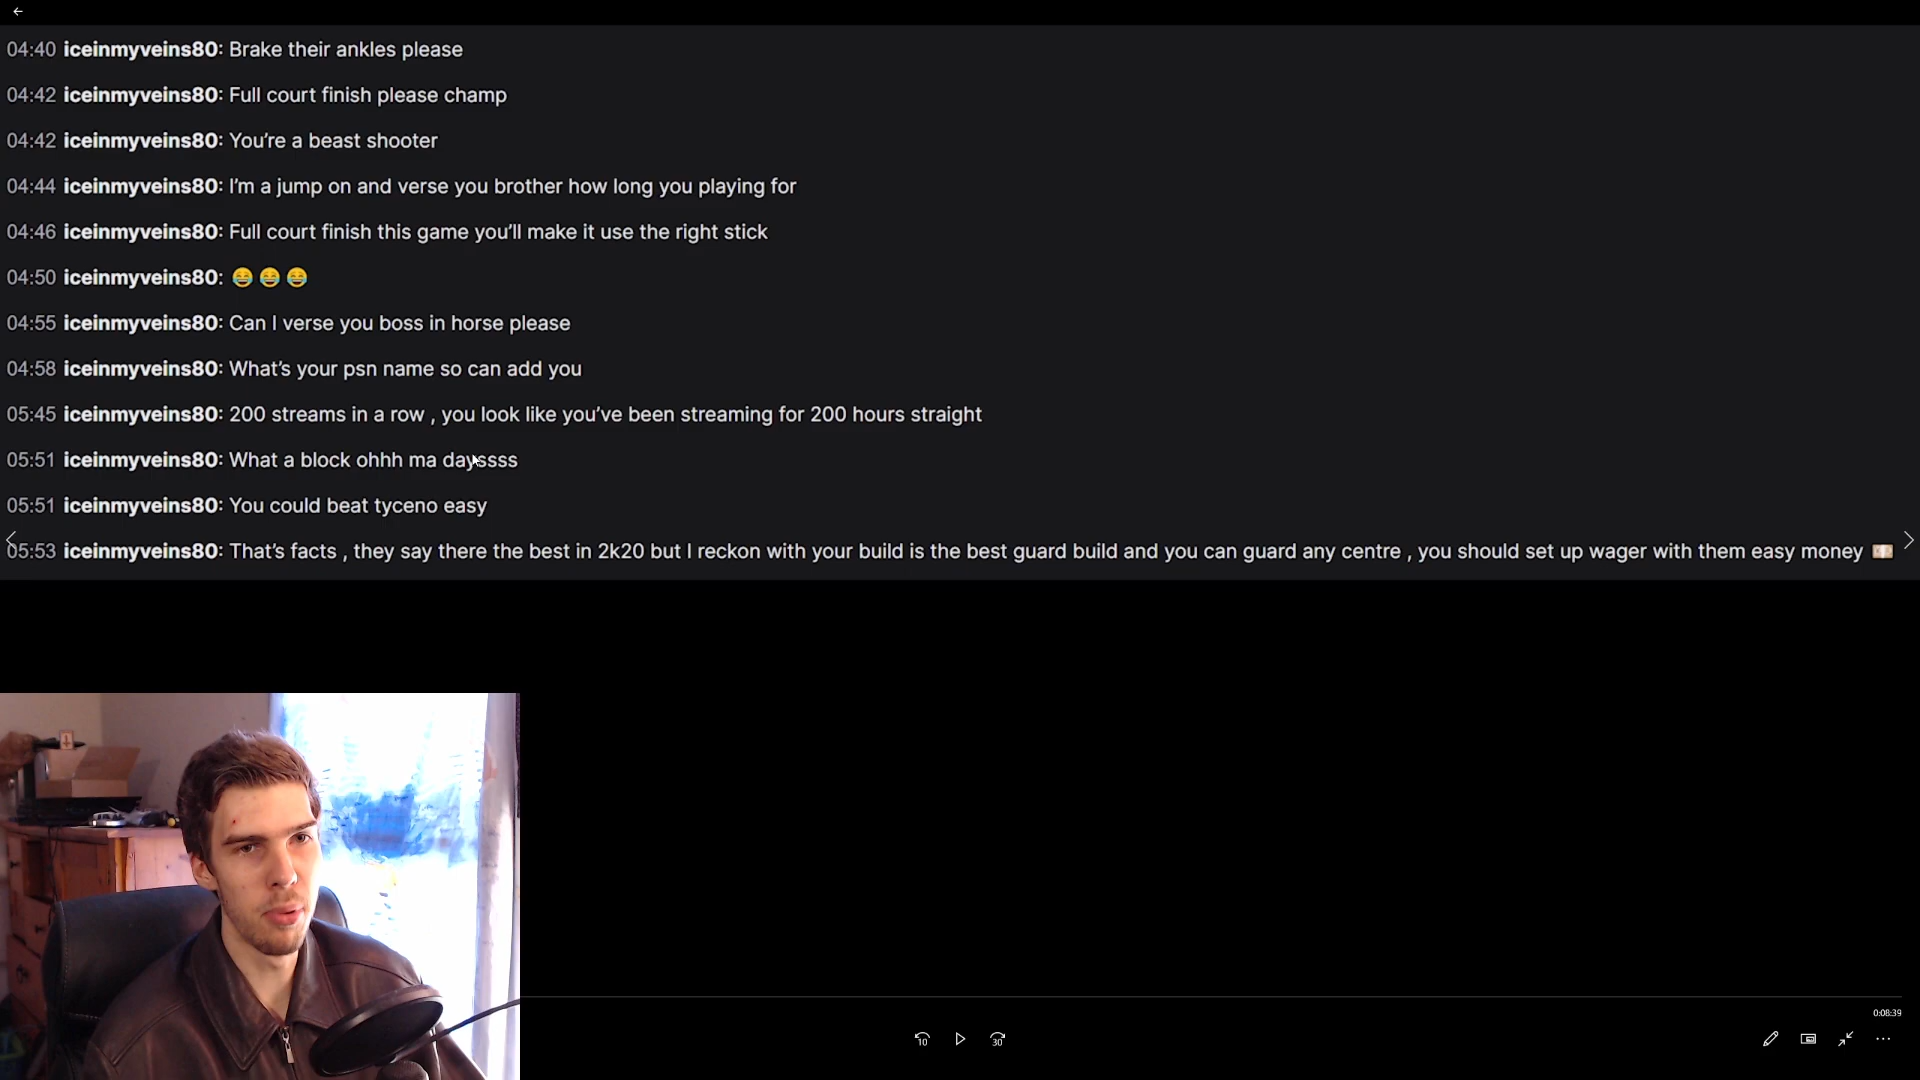 04:40 iceinmyveins80: Brake their ankles please
04:42 iceinmyveins80: Full court finish please champ
04:42 iceinmyveins80: You're a beast shooter
04:44 iceinmyveins80: I'm a jump on and verse you brother how long you playing for
04:46 iceinmyveins80: Full court finish this game you'll make it use the right stick
04:50 iceinmyveins80: 😂 😂 😂
04:55 iceinmyveins80: Can I verse you boss in horse please
04:58 iceinmyveins80: What's your psn name so can add you
05:45 iceinmyveins80: 200 streams in a row , you look like you've been streaming for 200 hours straight
05:51 iceinmyveins80: What a block ohhh ma dayssss
05:51 iceinmyveins80: You could beat tyceno easy
05:53 iceinmyveins80: That's facts , they say there the best in 2k20 but I reckon with your build is the best guard build and you can guard any centre , you should set up wager with them easy money 💵
0:08:39
10 30